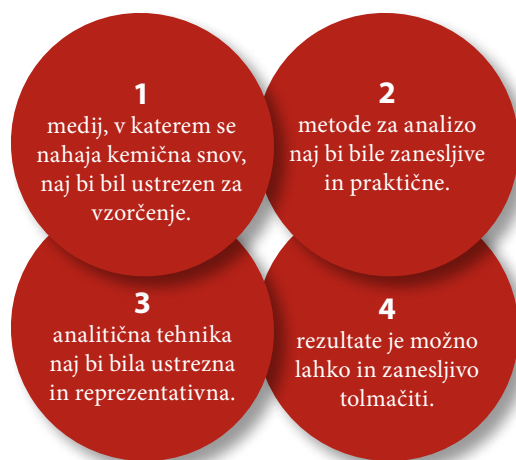 1
medij, v katerem se
nahaja kemična snov,
naj bi bil ustrezen za
vzorčenje.
2
metode za analizo
naj bi bile zanesljive
in praktične.
3
analitična tehnika
naj bi bila ustrezna
in reprezentativna.
4
rezultate je možno
lahko in zanesljivo
tolmačiti.